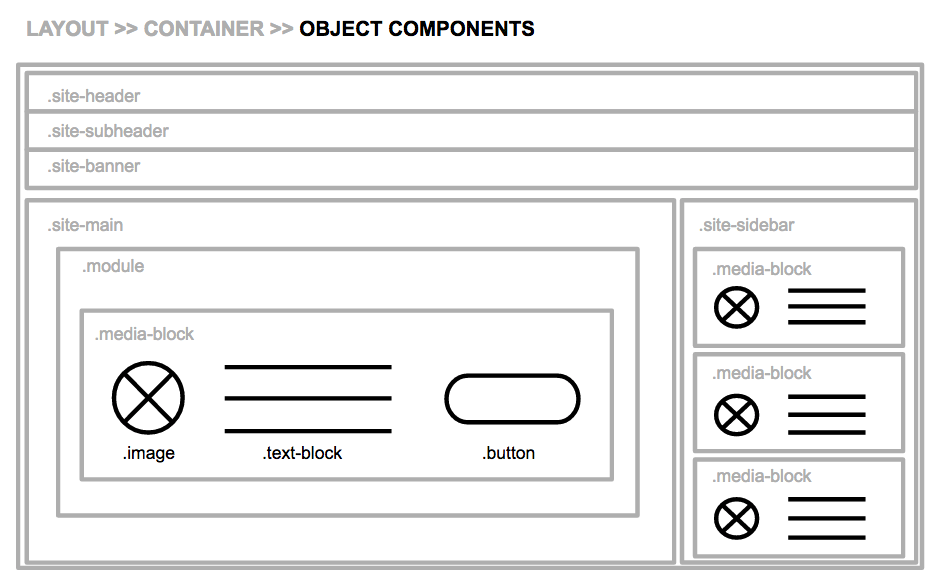 LAYOUT >> CONTAINER >> OBJECT COMPONENTS
.site-header
.site-subheader
.site-banner
.site-main
.module
.media-block
.image
.text-block
.button
.site-sidebar
.media-block
.media-block
.media-block